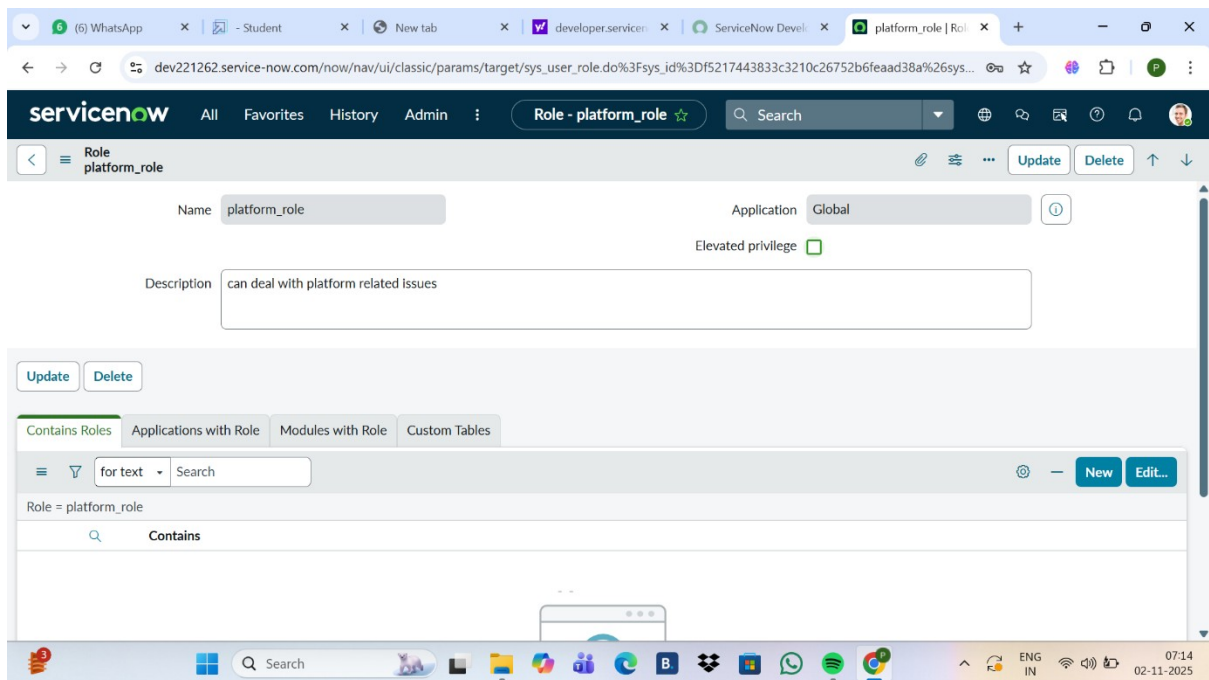 6 (6) WhatsApp
- Student
New tab
developer.servicen
ServiceNow Devel
platform_role | Rol
dev221262.service-now.com/now/nav/ui/classic/params/target/sys_user_role.do%3Fsys_id%3Df5217443833c3210c26752b6feaad38a%26sys...
P
servicenow All Favorites History Admin Role - platform_role Search
Role
platform_role
Update Delete
Name platform_role Application Global
Elevated privilege
Description can deal with platform related issues
Update Delete
Contains Roles Applications with Role Modules with Role Custom Tables
for text Search New Edit...
Role = platform_role
Contains
3 Search B. P ENG 07:14
IN 02-11-2025